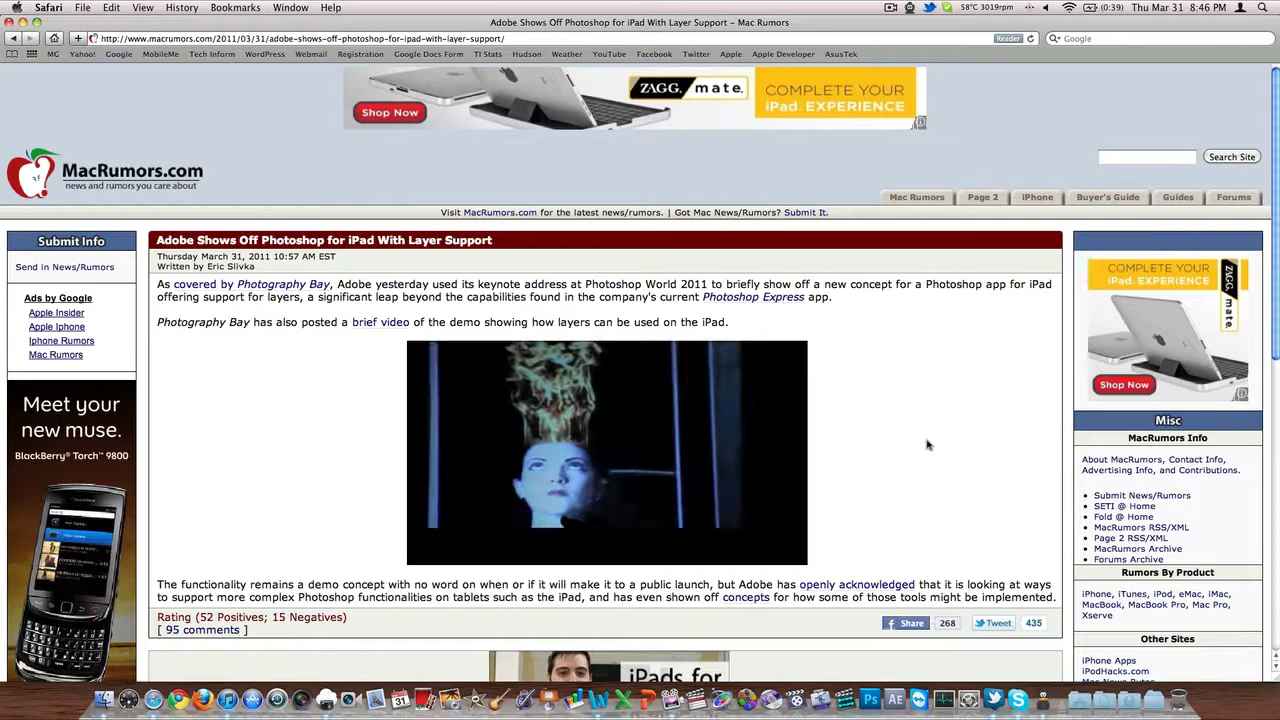 Safari File Edit View History Bookmarks Window Help
58°C 3019rpm (0:39) Thu Mar 31 8:46 PM
Adobe Shows Off Photoshop for iPad With Layer Support – Mac Rumors
http://www.macrumors.com/2011/03/31/adobe-shows-off-photoshop-for-ipad-with-layer-support/ Reader Google
MG Yahoo Google MobileMe Tech Inform WordPress Webmail Registration Google Docs Form TI Stats Hudson Weather YouTube Facebook Twitter Apple Apple Developer AsusTek
Shop Now
ZAGG mate.
COMPLETE YOUR
iPad EXPERIENCE
MacRumors.com
news and rumors you care about
Search Site
Mac Rumors Page 2 iPhone Buyer's Guide Guides Forums
Visit MacRumors.com for the latest news/rumors. | Got Mac News/Rumors? Submit It.
Submit Info
Send in News/Rumors
Ads by Google
Apple Insider
Apple Iphone
Iphone Rumors
Mac Rumors
Meet your
new muse.
BlackBerry® Torch™ 9800
Adobe Shows Off Photoshop for iPad With Layer Support
Thursday March 31, 2011 10:57 AM EST
Written by Eric Slivka
As covered by Photography Bay, Adobe yesterday used its keynote address at Photoshop World 2011 to briefly show off a new concept for a Photoshop app for iPad
offering support for layers, a significant leap beyond the capabilities found in the company's current Photoshop Express app.
Photography Bay has also posted a brief video of the demo showing how layers can be used on the iPad.
The functionality remains a demo concept with no word on when or if it will make it to a public launch, but Adobe has openly acknowledged that it is looking at ways
to support more complex Photoshop functionalities on tablets such as the iPad, and has even shown off concepts for how some of those tools might be implemented.
Rating (52 Positives; 15 Negatives)
[ 95 comments ]
Share 268 Tweet 435
iPads for
COMPLETE YOUR
iPad EXPERIENCE
ZAGG mate.
Shop Now
Misc
MacRumors Info
About MacRumors, Contact Info,
Advertising Info, and Contributions.
Submit News/Rumors
SETI @ Home
Fold @ Home
MacRumors RSS/XML
Page 2 RSS/XML
MacRumors Archive
Forums Archive
Rumors By Product
iPhone, iTunes, iPod, eMac, iMac,
MacBook, MacBook Pro, Mac Pro,
Xserve
Other Sites
iPhone Apps
iPodHacks.com
31
Ps
AE